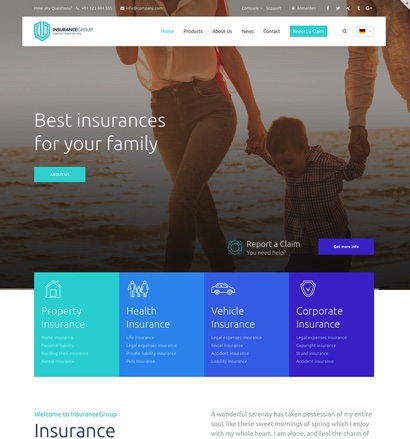 Have any Questions? +01 123 444 555 info@company.com Company Support Anmelden
INSURANCEGROUP
Home Products About Us News Contact Report a Claim
Best insurances
for your family
ABOUT US
Report a Claim
You need help?
Get more info
Property
Insurance
Home insurance
Personal liability
Building shell insurance
Rental insurance
Health
Insurance
Life insurance
Legal expenses insurance
Private liability insurance
Pets insurance
Vehicle
Insurance
Legal expenses insurance
Social insurance
Accident insurance
Liability insurance
Corporate
Insurance
Legal expenses insurance
Copyright insurance
Brand insurance
Accident insurance
Welcome to InsuranceGroup
Insurance
A wonderful serenity has taken possession of my entire
soul, like these sweet mornings of spring which I enjoy
with my whole heart. I am alone, and feel the charm of